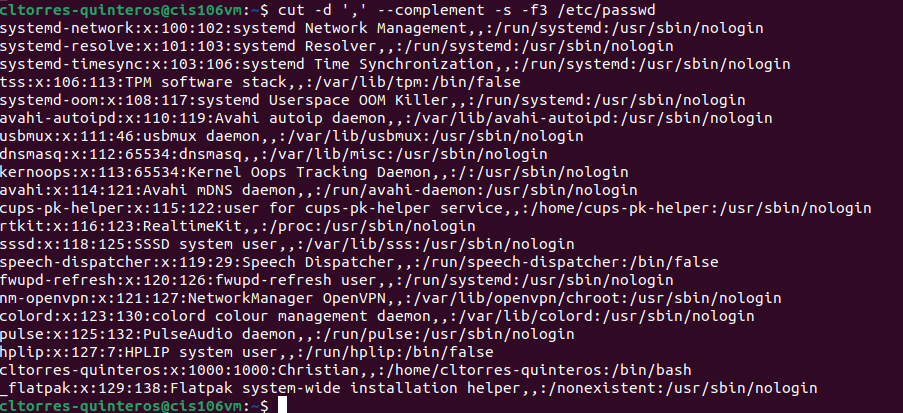 cltorres-quinteros@cis106vm:~$ cut -d ',' --complement -s -f3 /etc/passwd
systemd-network:x:100:102:systemd Network Management,,:/run/systemd:/usr/sbin/nologin
systemd-resolve:x:101:103:systemd Resolver,,:/run/systemd:/usr/sbin/nologin
systemd-timesync:x:103:106:systemd Time Synchronization,,:/run/systemd:/usr/sbin/nologin
tss:x:106:113:TPM software stack,,:/var/lib/tpm:/bin/false
systemd-oom:x:108:117:systemd Userspace OOM Killer,,:/run/systemd:/usr/sbin/nologin
avahi-autoipd:x:110:119:Avahi autoip daemon,,:/var/lib/avahi-autoipd:/usr/sbin/nologin
usbmux:x:111:46:usbmux daemon,,:/var/lib/usbmux:/usr/sbin/nologin
dnsmasq:x:112:65534:dnsmasq,,:/var/lib/misc:/usr/sbin/nologin
kernoops:x:113:65534:Kernel Oops Tracking Daemon,,:/:/usr/sbin/nologin
avahi:x:114:121:Avahi mDNS daemon,,:/run/avahi-daemon:/usr/sbin/nologin
cups-pk-helper:x:115:122:user for cups-pk-helper service,,:/home/cups-pk-helper:/usr/sbin/nologin
rtkit:x:116:123:RealtimeKit,,:/proc:/usr/sbin/nologin
sssd:x:118:125:SSSD system user,,:/var/lib/sss:/usr/sbin/nologin
speech-dispatcher:x:119:29:Speech Dispatcher,,:/run/speech-dispatcher:/bin/false
fwupd-refresh:x:120:126:fwupd-refresh user,,:/run/systemd:/usr/sbin/nologin
nm-openvpn:x:121:127:NetworkManager OpenVPN,,:/var/lib/openvpn/chroot:/usr/sbin/nologin
colord:x:123:130:colord colour management daemon,,:/var/lib/colord:/usr/sbin/nologin
pulse:x:125:132:PulseAudio daemon,,:/run/pulse:/usr/sbin/nologin
hplip:x:127:7:HPLIP system user,,:/run/hplip:/bin/false
cltorres-quinteros:x:1000:1000:Christian,,:/home/cltorres-quinteros:/bin/bash
_flatpak:x:129:138:Flatpak system-wide installation helper,,:/nonexistent:/usr/sbin/nologin
cltorres-quinteros@cis106vm:~$